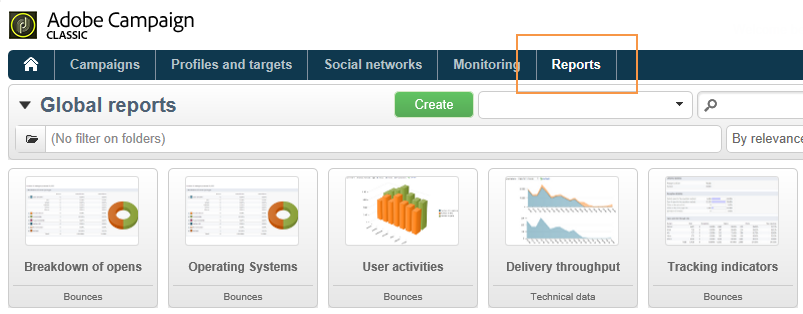 Adobe Campaign
CLASSIC
Campaigns Profiles and targets Social networks Monitoring Reports
Global reports Create
(No filter on folders) By relevance
Breakdown of opens Operating Systems User activities Delivery throughput Tracking indicators
Bounces Bounces Bounces Technical data Bounces